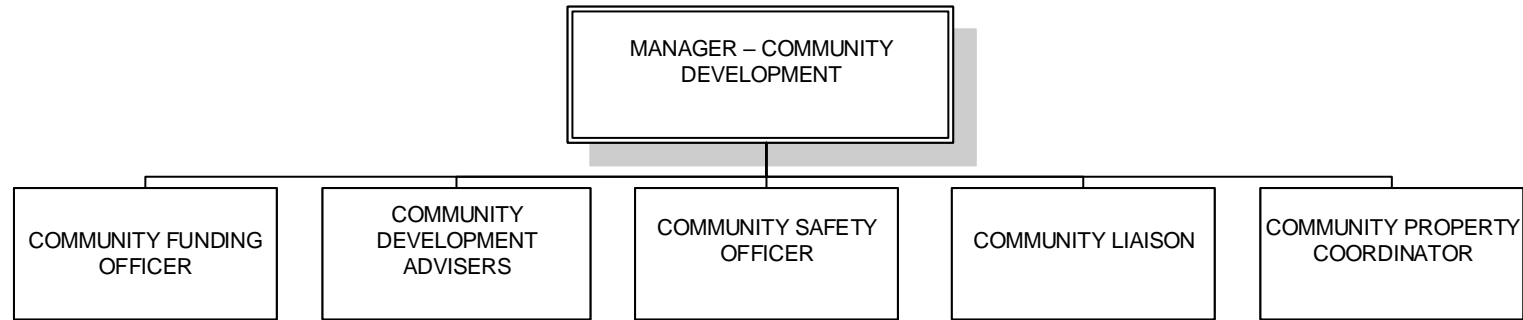 MANAGER – COMMUNITY
DEVELOPMENT
COMMUNITY FUNDING
OFFICER
COMMUNITY
DEVELOPMENT
ADVISERS
COMMUNITY SAFETY
OFFICER
COMMUNITY LIAISON
COMMUNITY PROPERTY
COORDINATOR